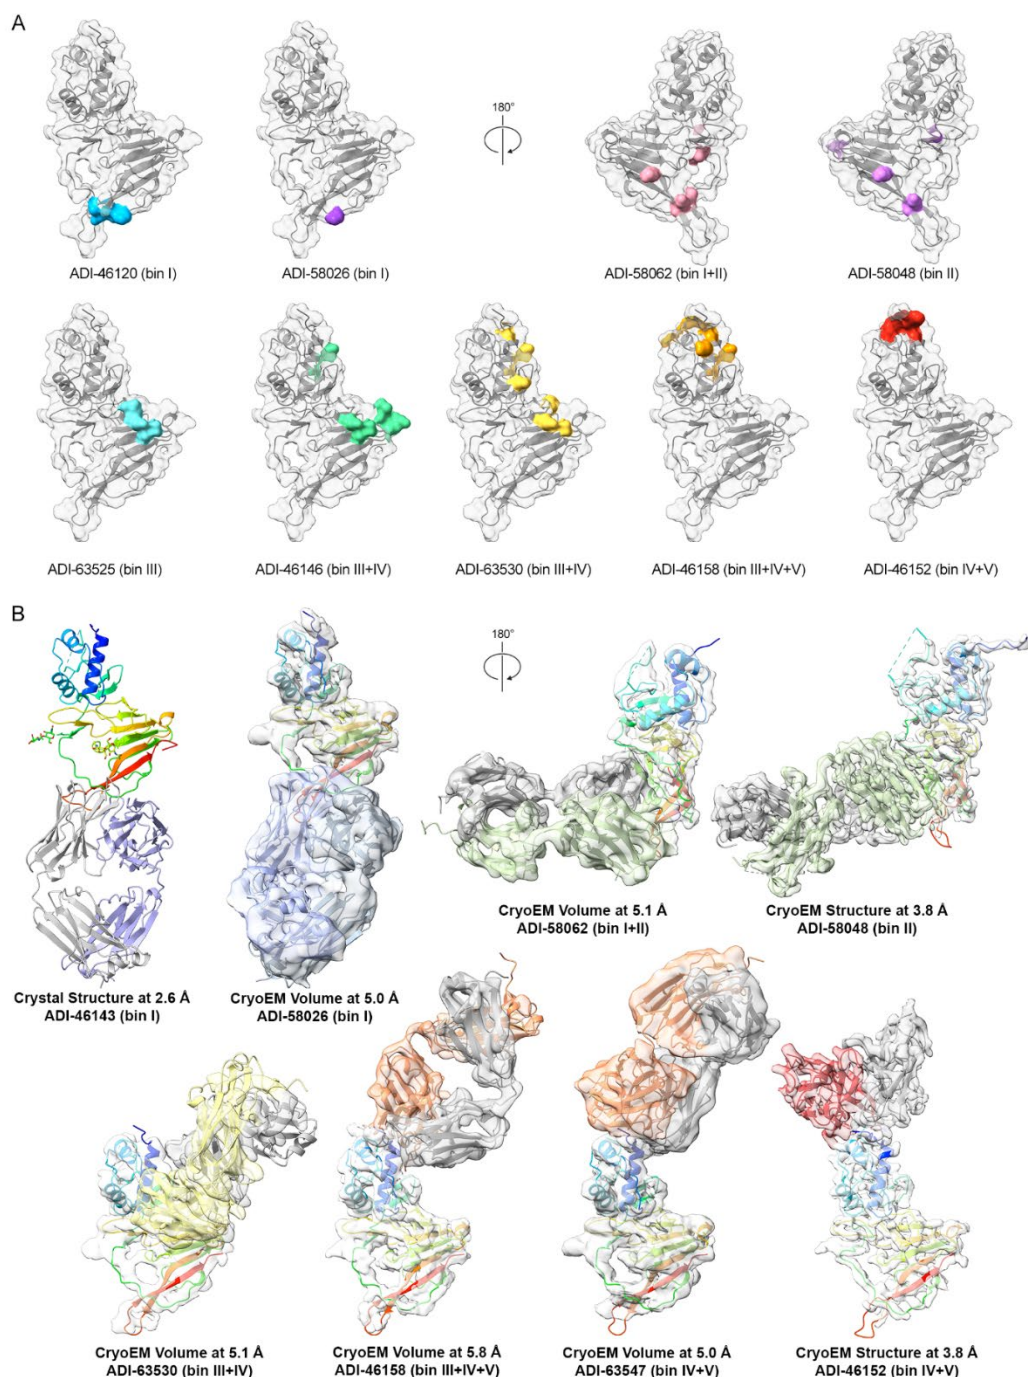 A
180°
ADI-46120 (bin I)
ADI-58026 (bin I)
ADI-58062 (bin I+II)
ADI-58048 (bin II)
ADI-63525 (bin III)
ADI-46146 (bin III+IV)
ADI-63530 (bin III+IV)
ADI-46158 (bin III+IV+V)
ADI-46152 (bin IV+V)
B
180°
Crystal Structure at 2.6 Å
ADI-46143 (bin I)
CryoEM Volume at 5.0 Å
ADI-58026 (bin I)
CryoEM Volume at 5.1 Å
ADI-58062 (bin I+II)
CryoEM Structure at 3.8 Å
ADI-58048 (bin II)
CryoEM Volume at 5.1 Å
ADI-63530 (bin III+IV)
CryoEM Volume at 5.8 Å
ADI-46158 (bin III+IV+V)
CryoEM Volume at 5.0 Å
ADI-63547 (bin IV+V)
CryoEM Structure at 3.8 Å
ADI-46152 (bin IV+V)